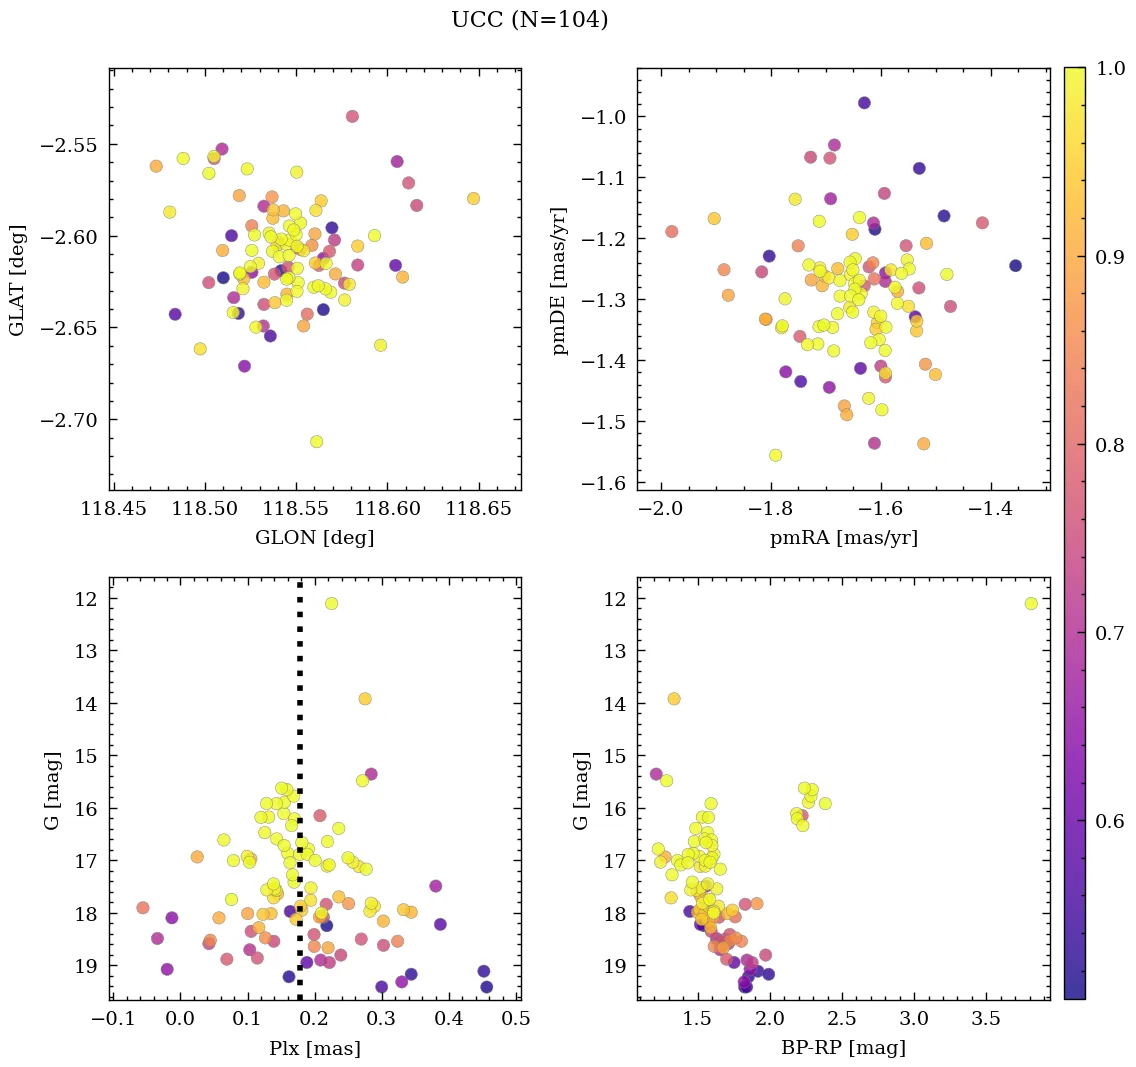 UCC (N=104)
−2.55
−2.60
−2.65
−2.70
GLAT [deg]
118.45 118.50 118.55 118.60 118.65
GLON [deg]
−1.0
−1.1
−1.2
−1.3
−1.4
−1.5
−1.6
pmDE [mas/yr]
−2.0 −1.8 −1.6 −1.4
pmRA [mas/yr]
1.0
0.9
0.8
0.7
0.6
12
13
14
15
16
17
18
19
G [mag]
−0.1 0.0 0.1 0.2 0.3 0.4 0.5
Plx [mas]
12
13
14
15
16
17
18
19
G [mag]
1.5 2.0 2.5 3.0 3.5
BP-RP [mag]